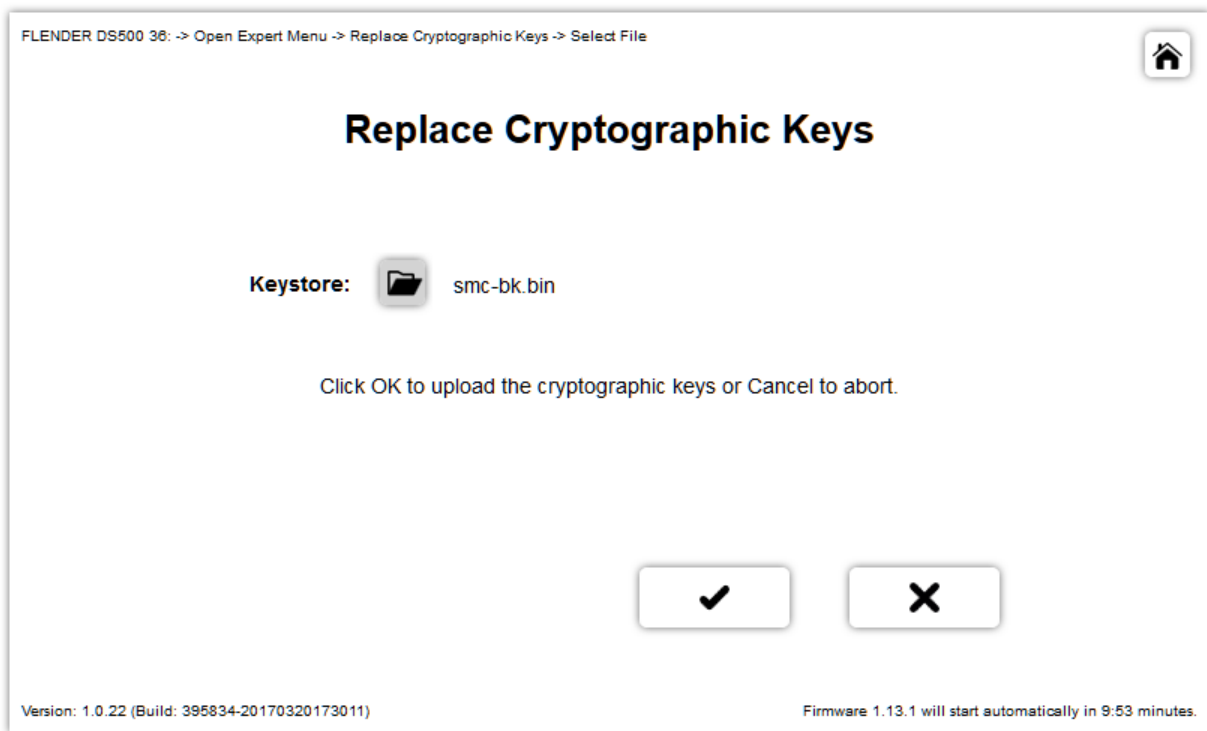 FLENDER DS500 36: -> Open Expert Menu -> Replace Cryptographic Keys -> Select File
Replace Cryptographic Keys
Keystore: smc-bk.bin
Click OK to upload the cryptographic keys or Cancel to abort.
Version: 1.0.22 (Build: 395834-20170320173011) Firmware 1.13.1 will start automatically in 9:53 minutes.